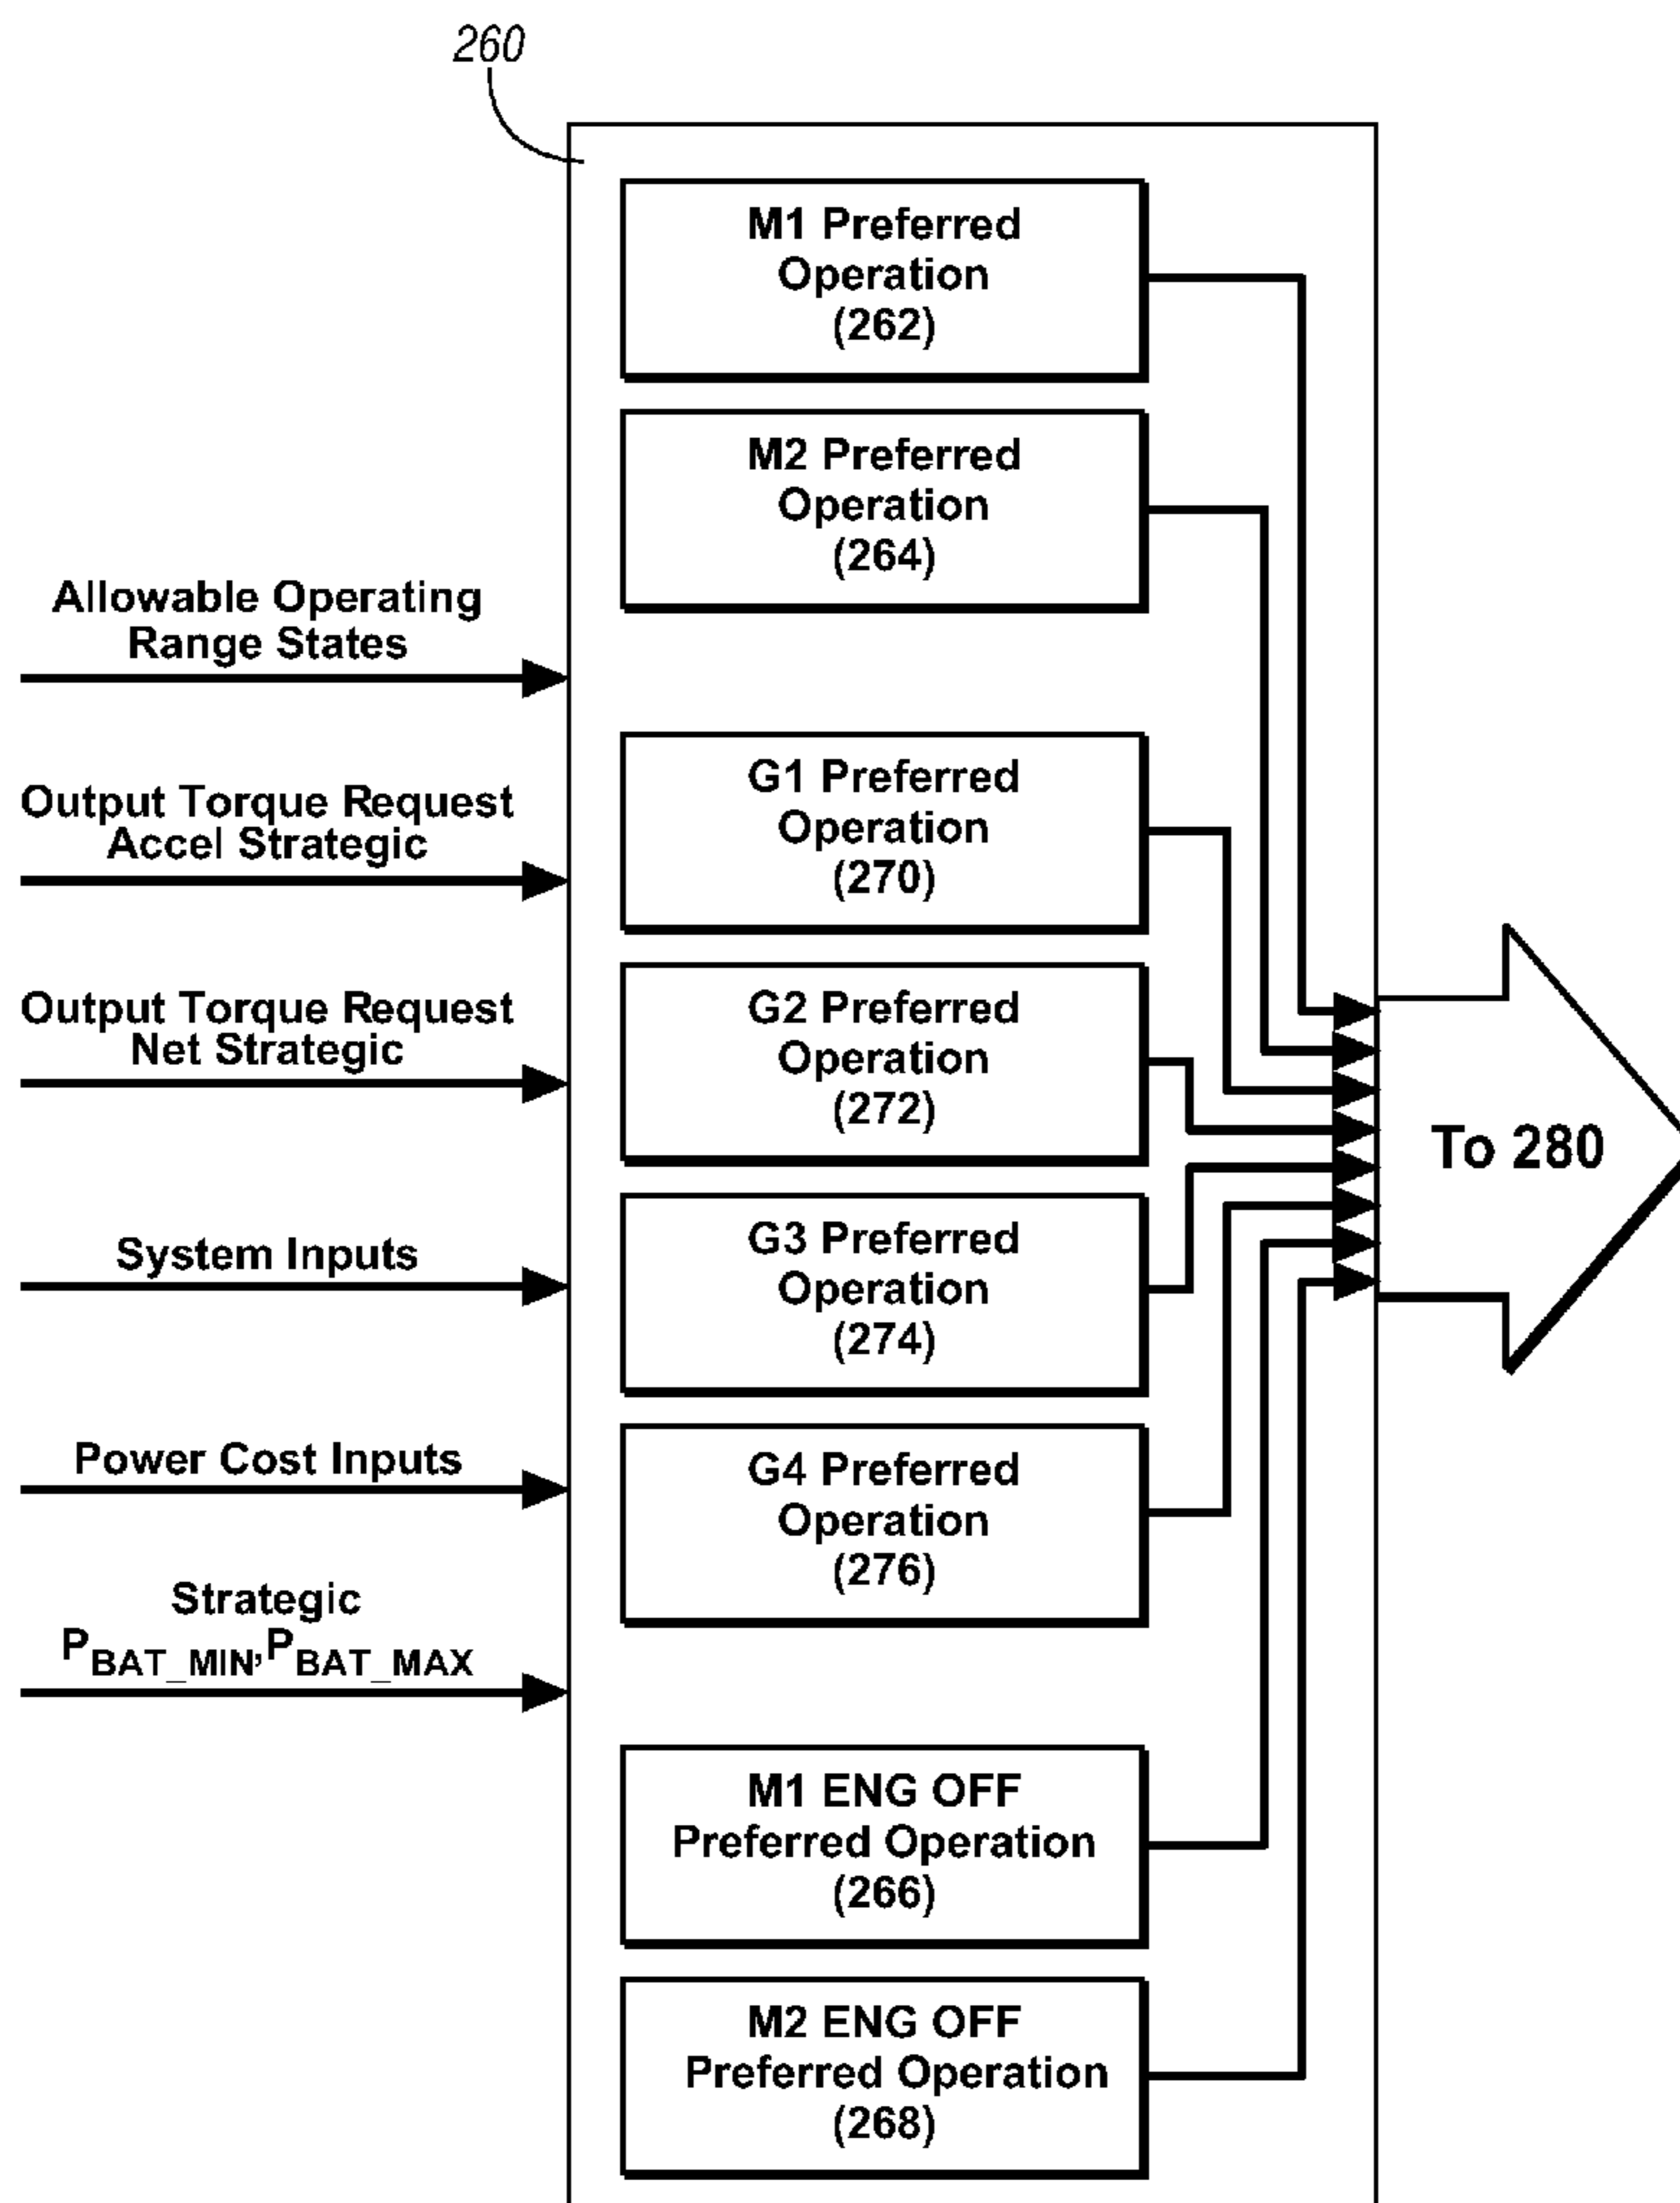 260
M1 Preferred
Operation
(262)
M2 Preferred
Operation
(264)
Allowable Operating
Range States
G1 Preferred
Operation
(270)
Output Torque Request
Accel Strategic
G2 Preferred
Operation
(272)
Output Torque Request
Net Strategic
To 280
G3 Preferred
Operation
(274)
System Inputs
G4 Preferred
Operation
(276)
Power Cost Inputs
Strategic
PBAT_MIN,PBAT_MAX
M1 ENG OFF
Preferred Operation
(266)
M2 ENG OFF
Preferred Operation
(268)